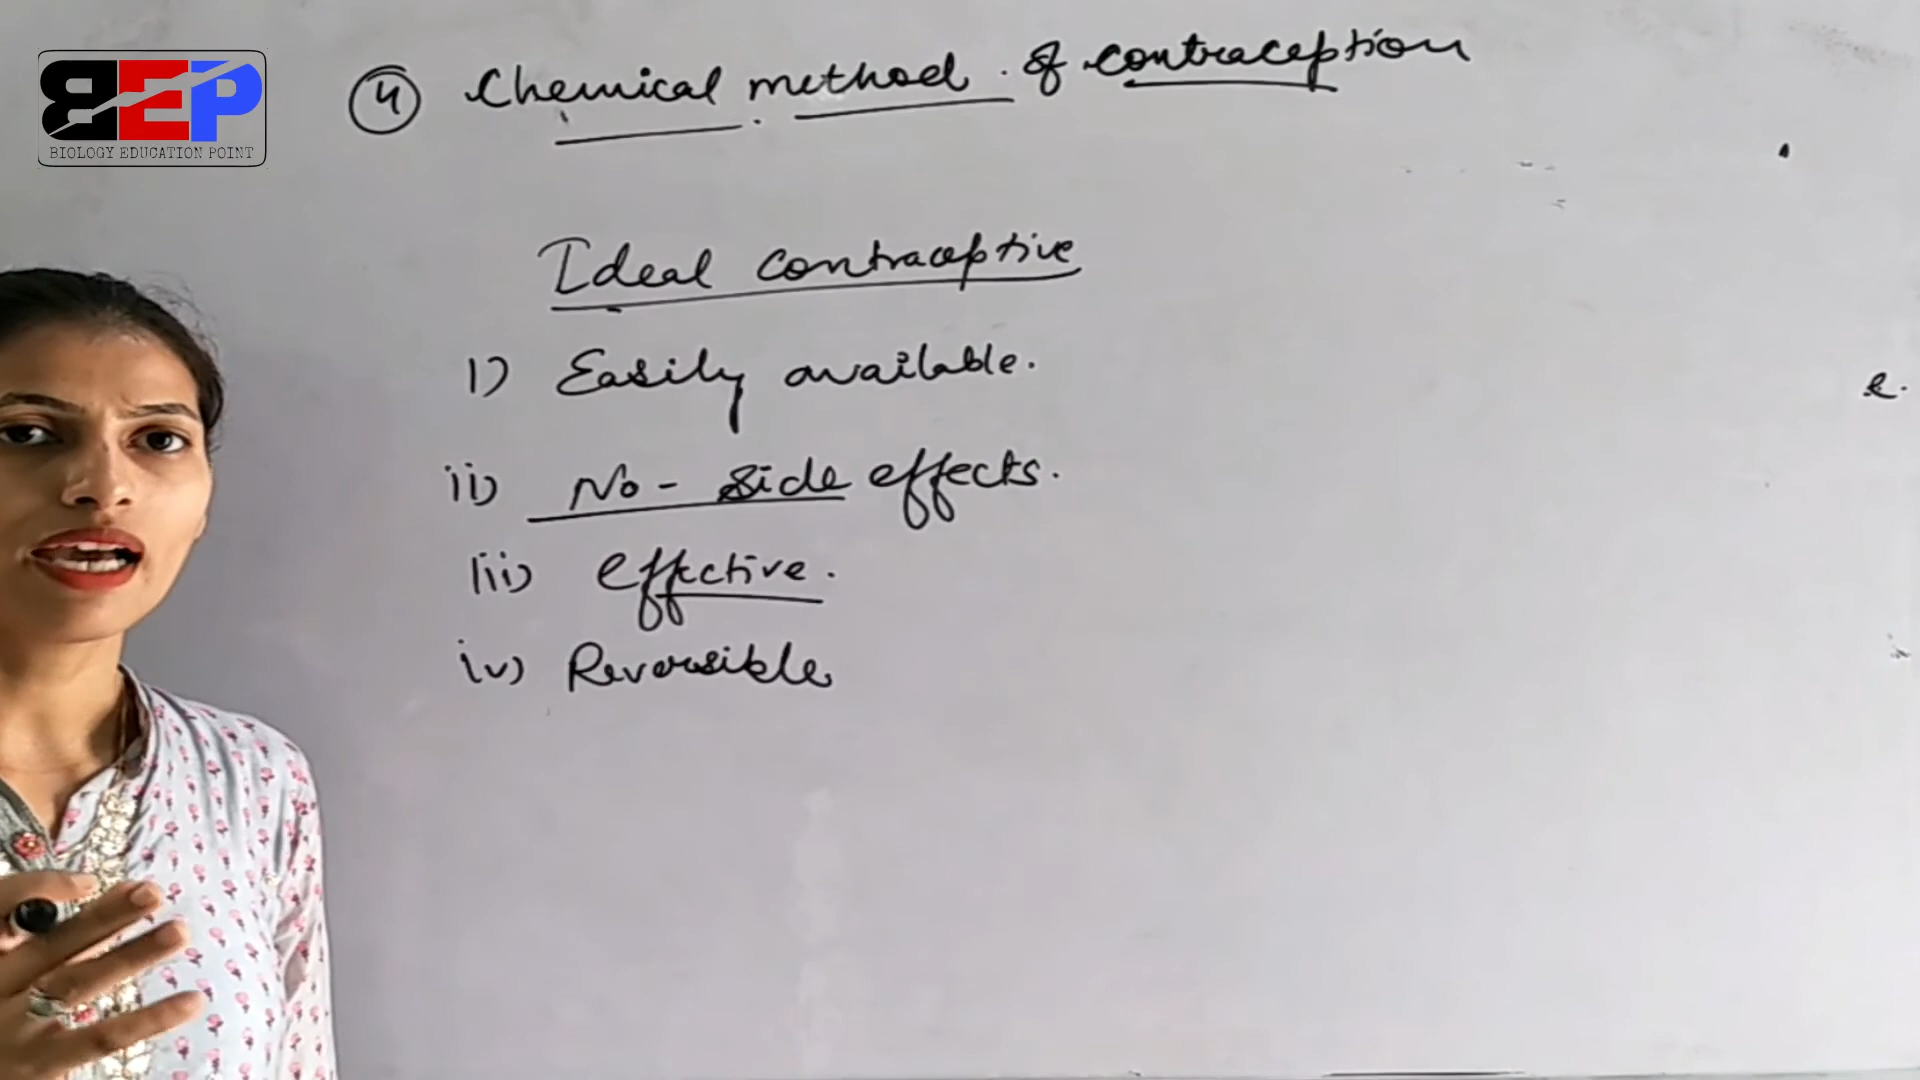 BEP
BIOLOGY EDUCATION POINT
4 Chemical method of contraception
Ideal contraceptive
i) Easily available.
ii) No-side effects.
iii) effective.
iv) Reversible
e.